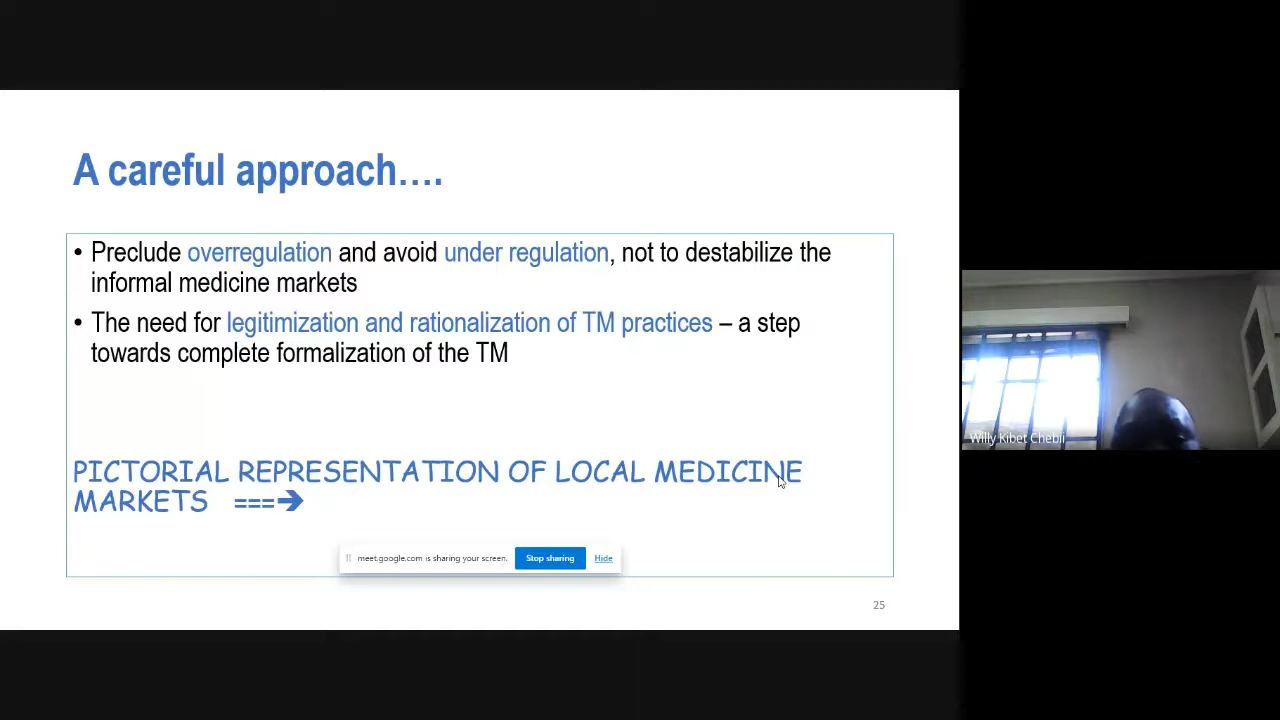 A careful approach….
• Preclude overregulation and avoid under regulation, not to destabilize the
informal medicine markets
• The need for legitimization and rationalization of TM practices – a step
towards complete formalization of the TM
PICTORIAL REPRESENTATION OF LOCAL MEDICINE
MARKETS ===➔
meet.google.com is sharing your screen. Stop sharing Hide
25
Willy Kibet Chebii